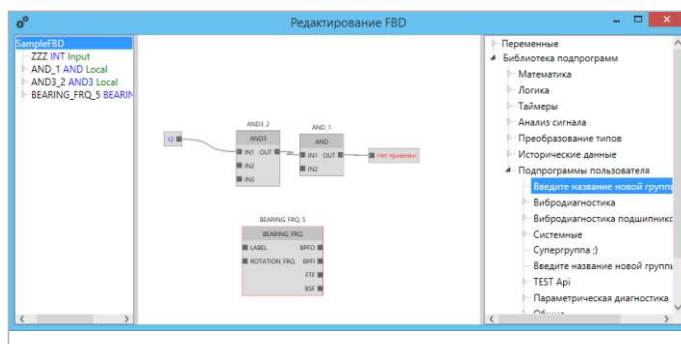 Редактирование FBD
SampleFBD
ZZZ INT Input
AND_1 AND Local
AND3_2 AND3 Local
BEARING_FRQ_5 BEARIN
AND3_2
AND3
IN1 OUT
IN2
IN3
AND_1
AND
IN1 OUT
IN2
Нет привязки
BEARING_FRQ_5
BEARING_FRQ
LABEL BPFO
ROTATION_FRQ BPFI
FTF
BSF
Переменные
Библиотека подпрограмм
Математика
Логика
Таймеры
Анализ сигнала
Преобразование типов
Исторические данные
Подпрограммы пользователя
Введите название новой группы
Вибродиагностика
Вибродиагностика подшипникс
Системные
Супергруппа ;)
Введите название новой группы
TEST Api
Параметрическая диагностика